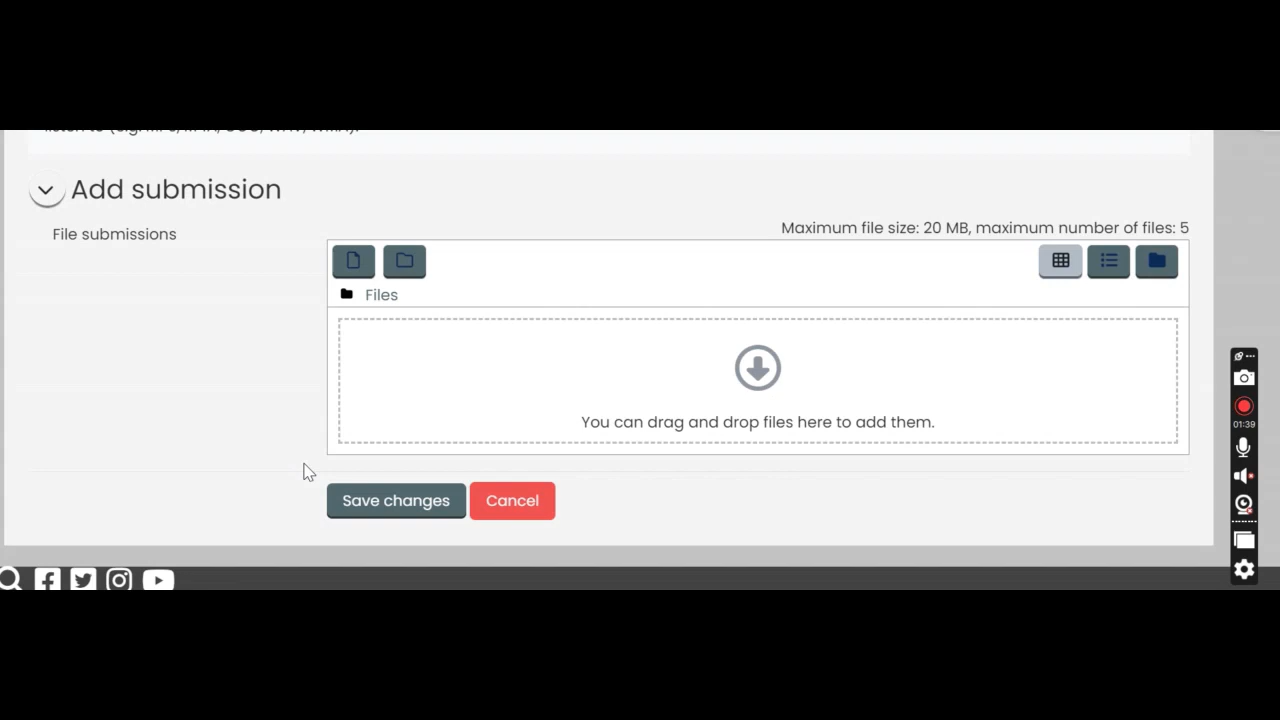 Add submission
File submissions
Maximum file size: 20 MB, maximum number of files: 5
Files
You can drag and drop files here to add them.
Save changes
Cancel
01:39